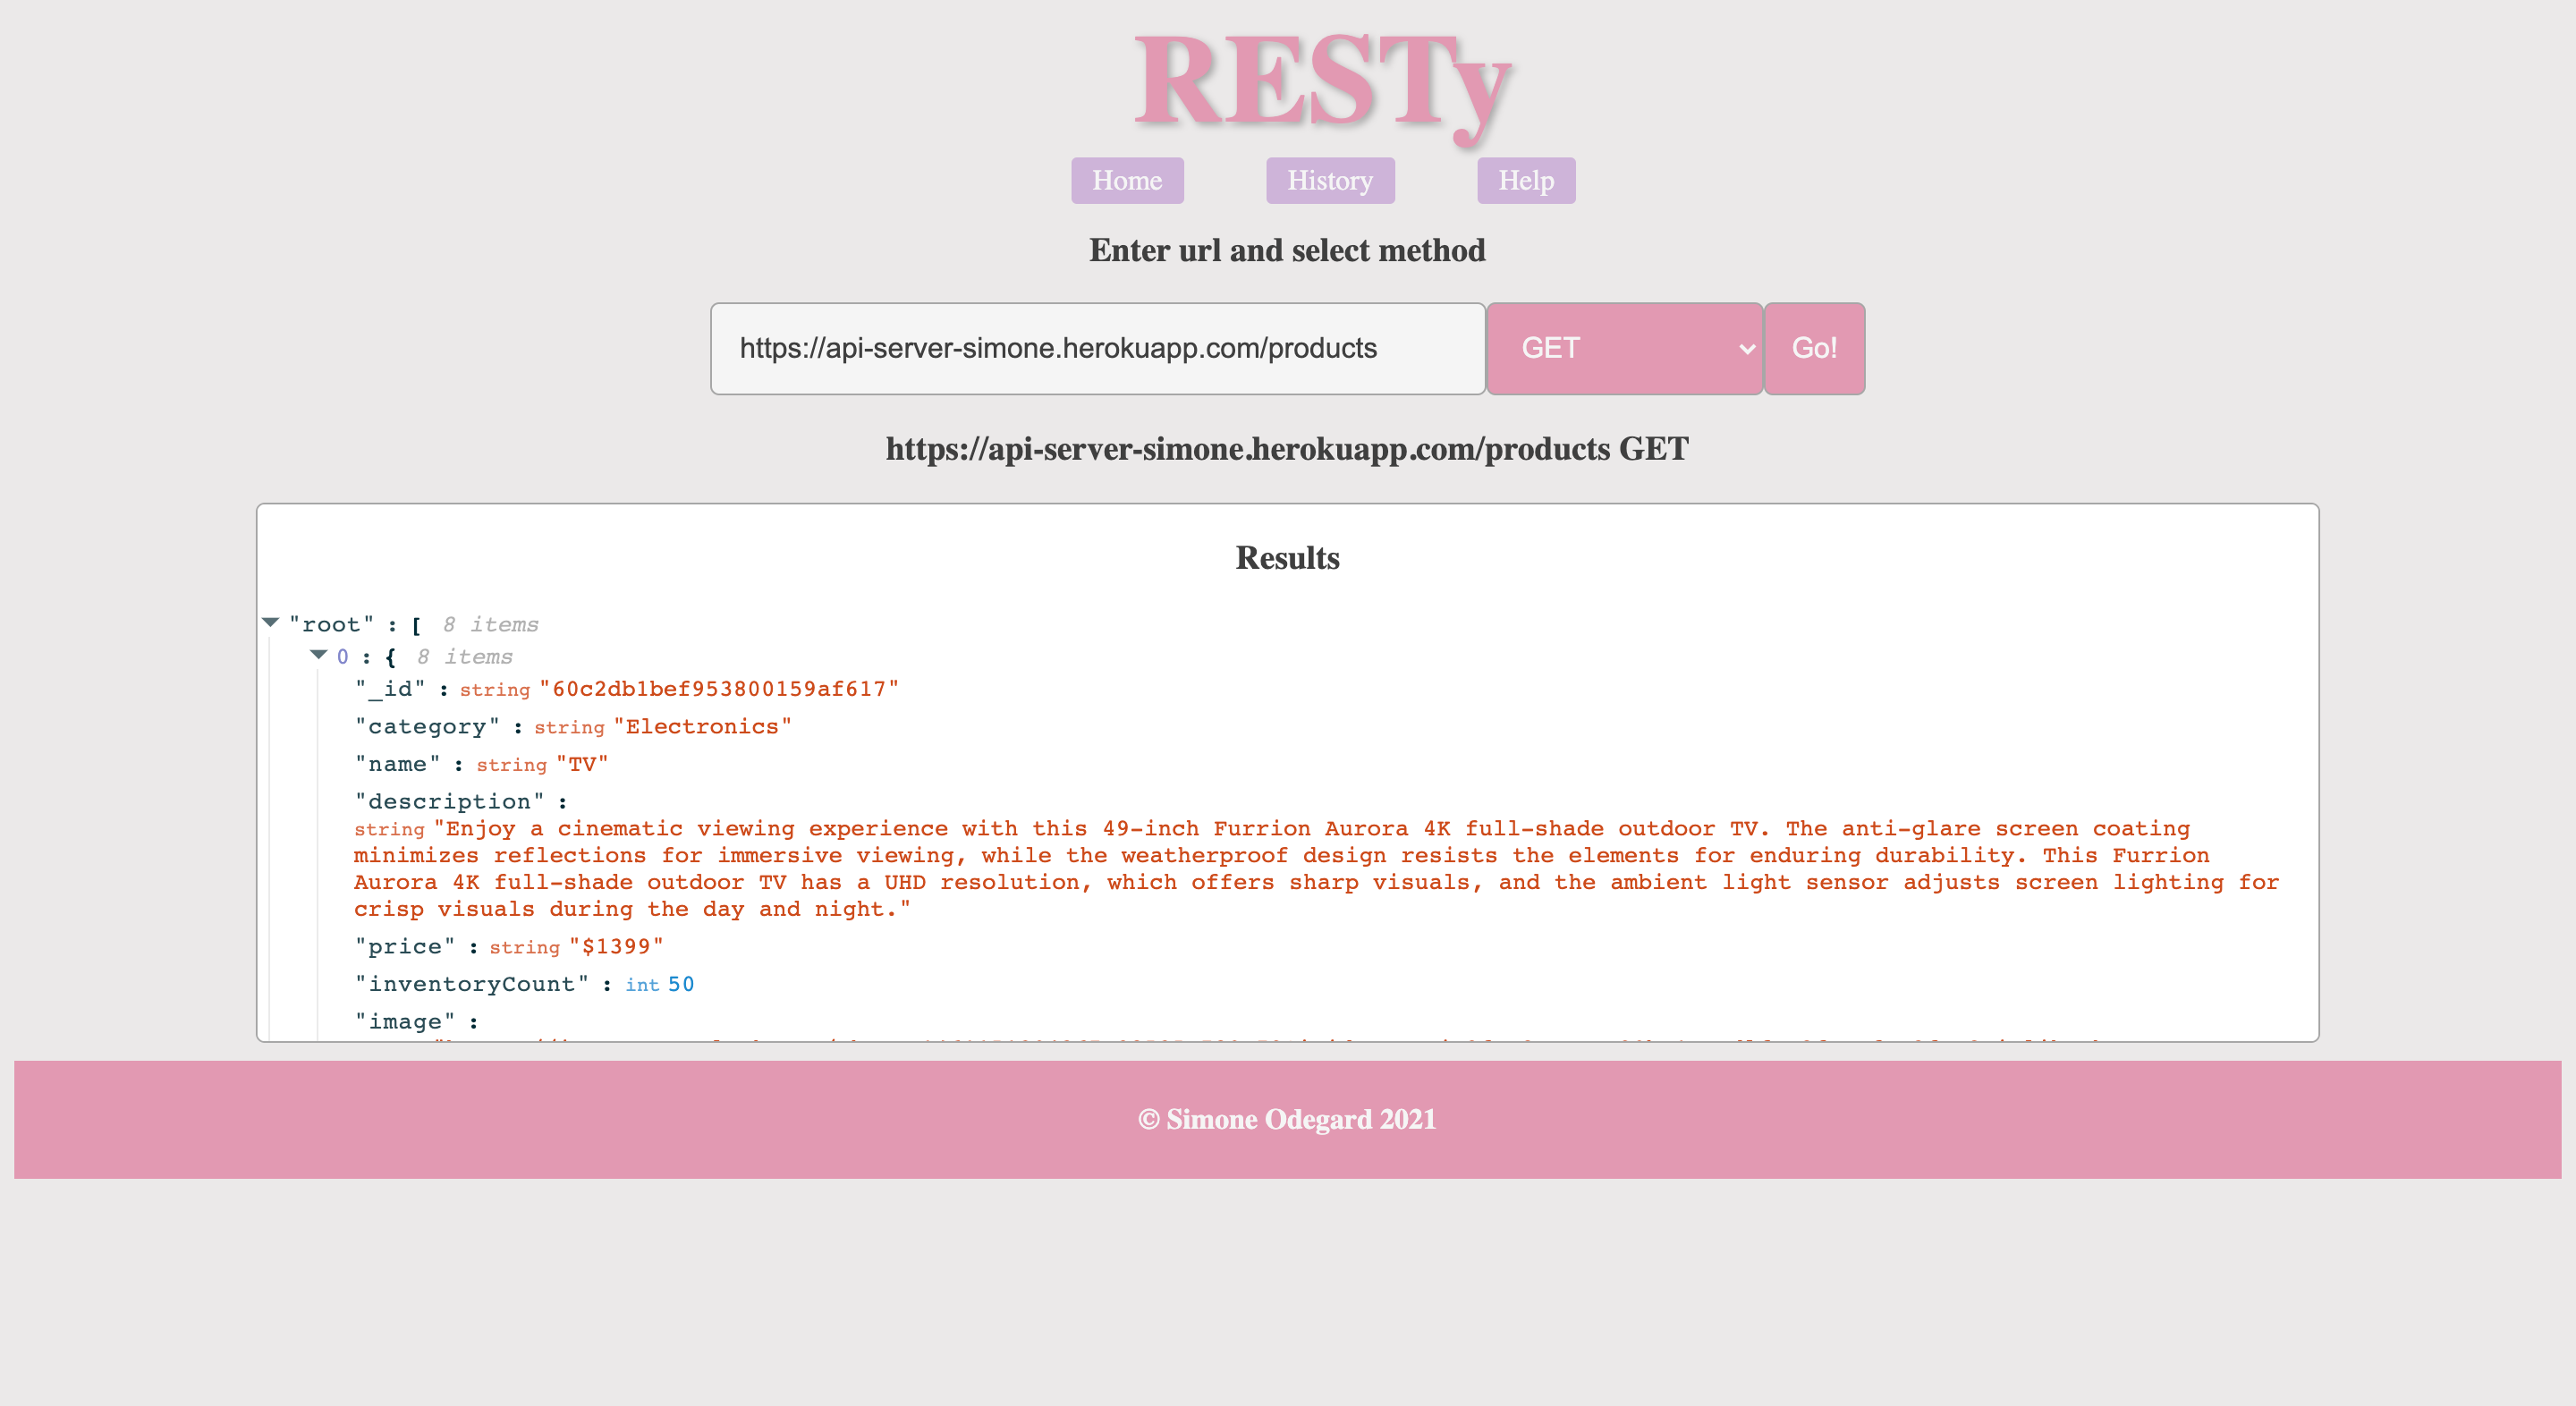 RESTy
Home History Help
Enter url and select method
https://api-server-simone.herokuapp.com/products GET Go!
https://api-server-simone.herokuapp.com/products GET
Results
"root" : [ 8 items
0 : { 8 items
"_id" : string "60c2db1bef953800159af617"
"category" : string "Electronics"
"name" : string "TV"
"description" :
string "Enjoy a cinematic viewing experience with this 49-inch Furrion Aurora 4K full-shade outdoor TV. The anti-glare screen coating
minimizes reflections for immersive viewing, while the weatherproof design resists the elements for enduring durability. This Furrion
Aurora 4K full-shade outdoor TV has a UHD resolution, which offers sharp visuals, and the ambient light sensor adjusts screen lighting for
crisp visuals during the day and night."
"price" : string "$1399"
"inventoryCount" : int 50
"image" :
© Simone Odegard 2021